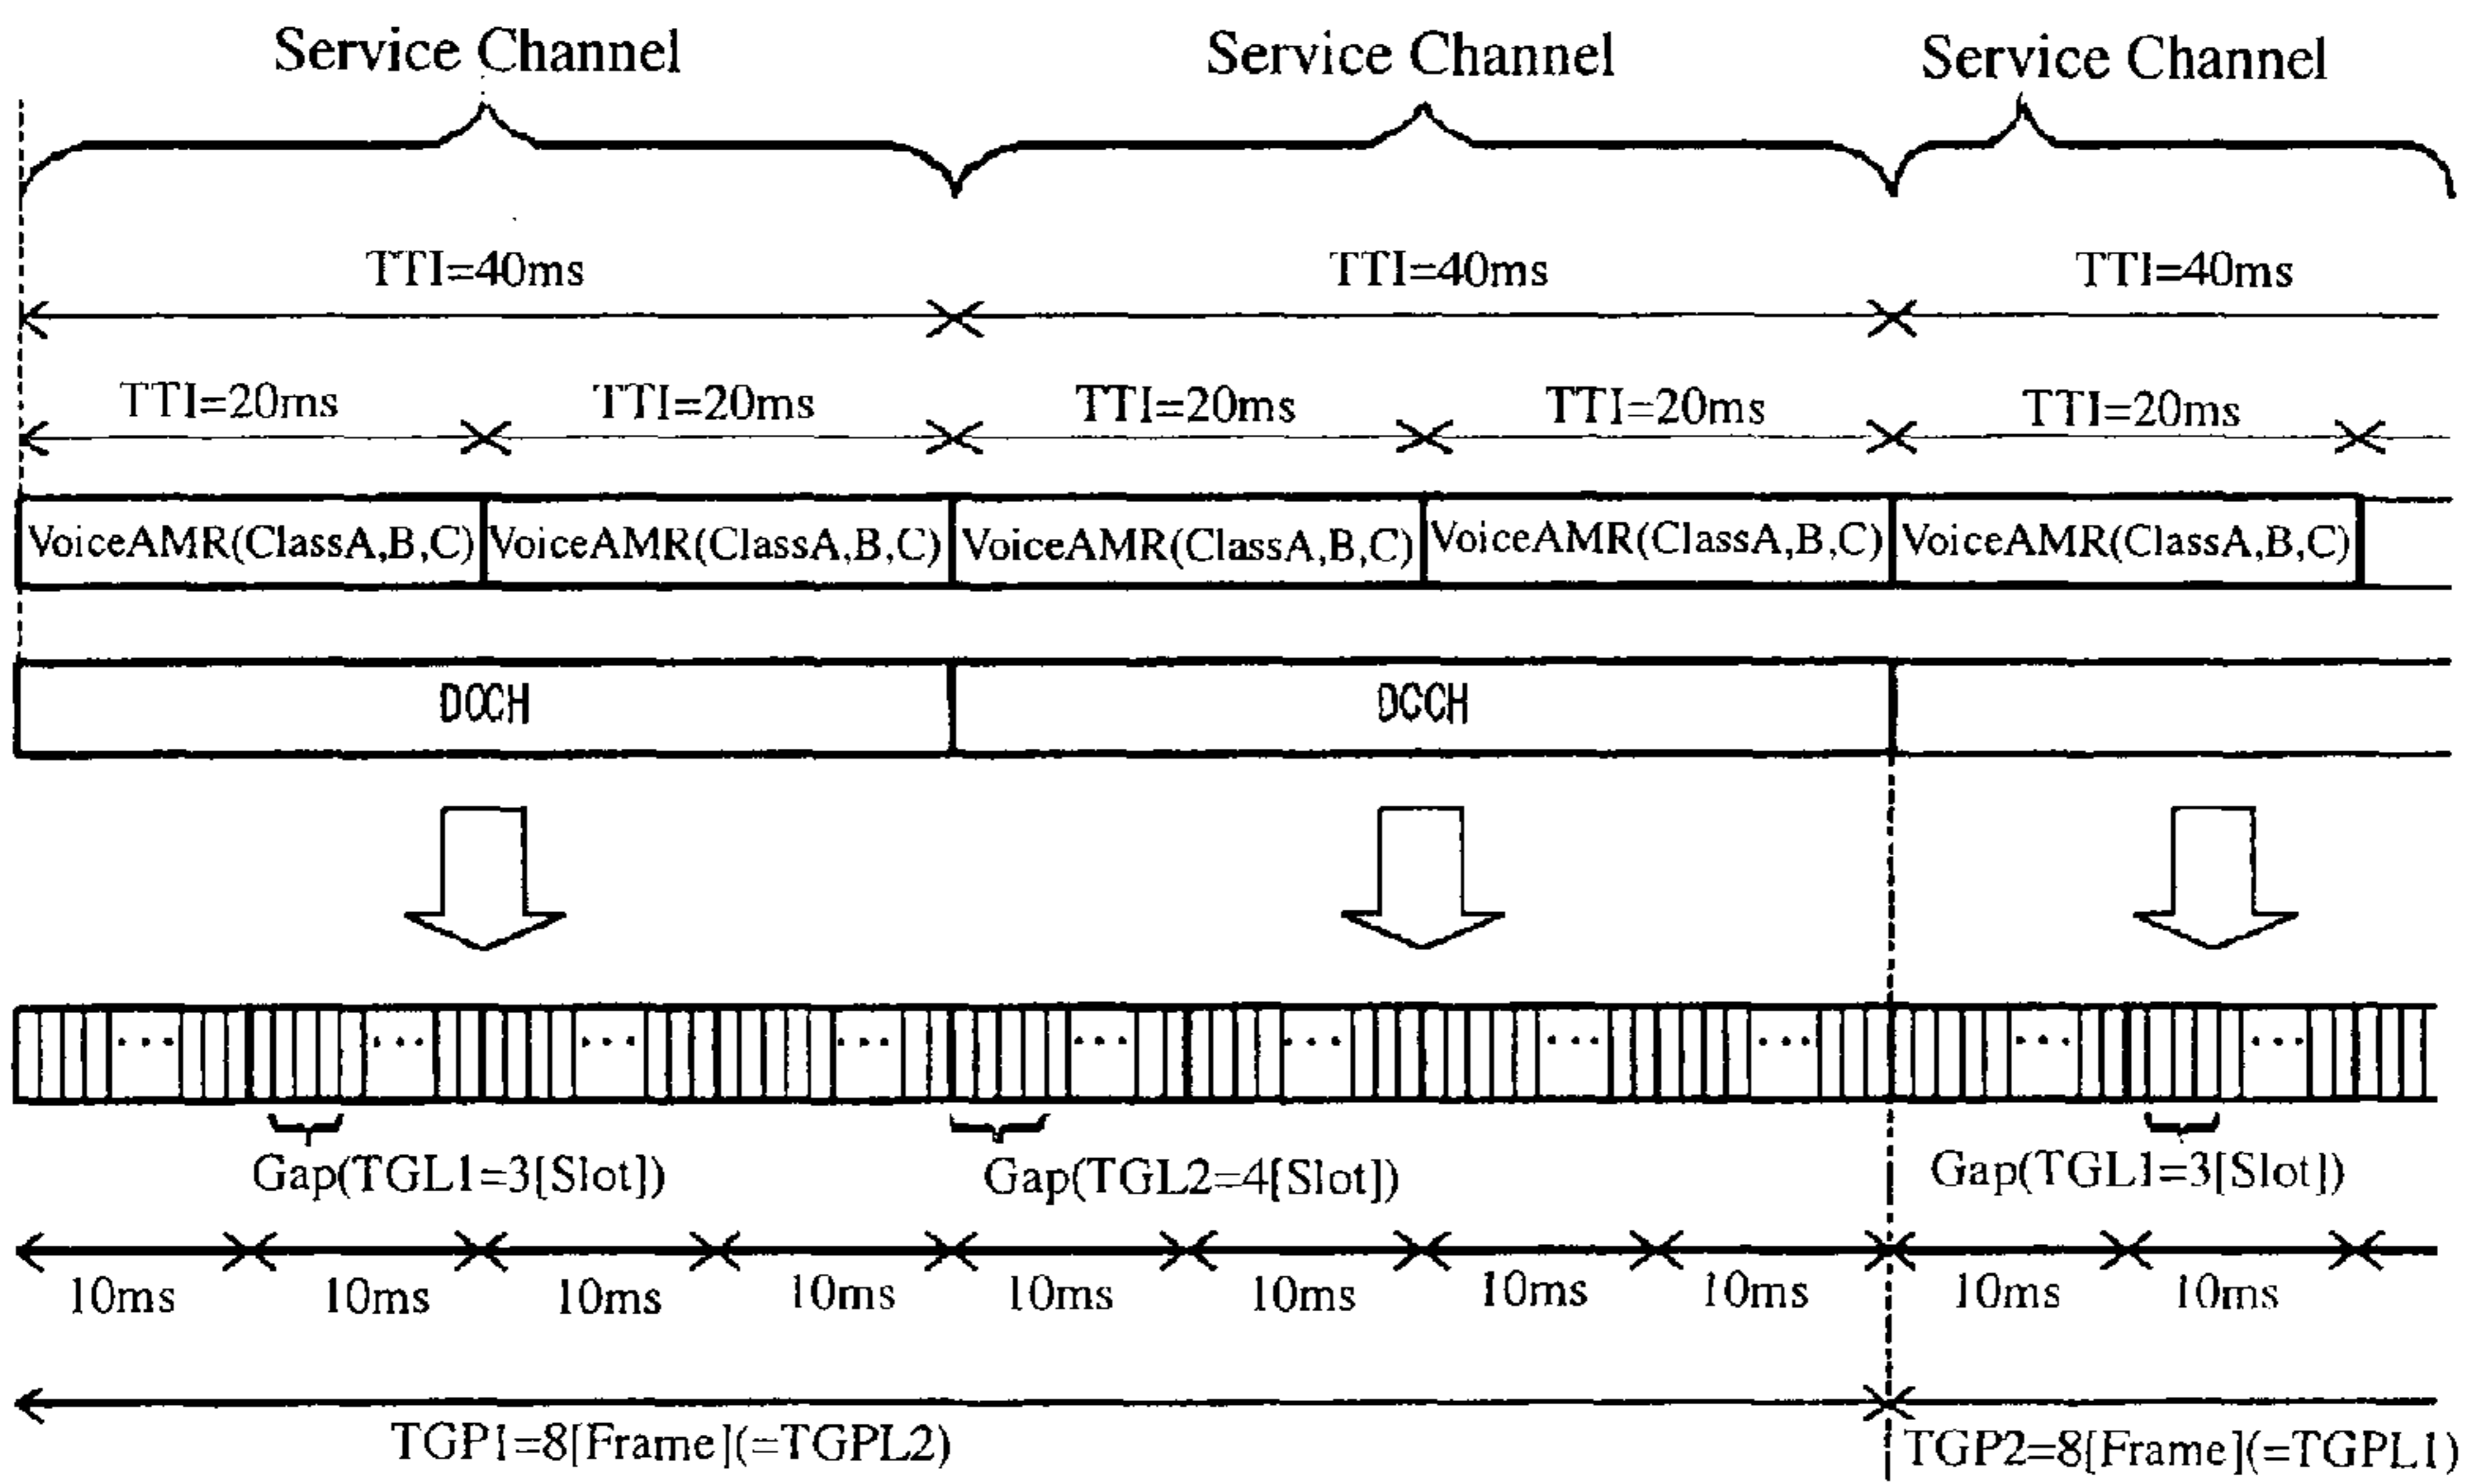 Service Channel Service Channel Service Channel
TTI=40ms TTI=40ms TTI=40ms
TTI=20ms TTI=20ms TTI=20ms TTI=20ms TTI=20ms
VoiceAMR(ClassA,B,C) VoiceAMR(ClassA,B,C) VoiceAMR(ClassA,B,C) VoiceAMR(ClassA,B,C) VoiceAMR(ClassA,B,C)
DCCH DCCH
... ... ... ... ... ... ... ... ... ...
Gap(TGL1=3[Slot]) Gap(TGL2=4[Slot]) Gap(TGL1=3[Slot])
10ms 10ms 10ms 10ms 10ms 10ms 10ms 10ms 10ms 10ms
TGP1=8[Frame](=TGPL2) TGP2=8[Frame](=TGPL1)